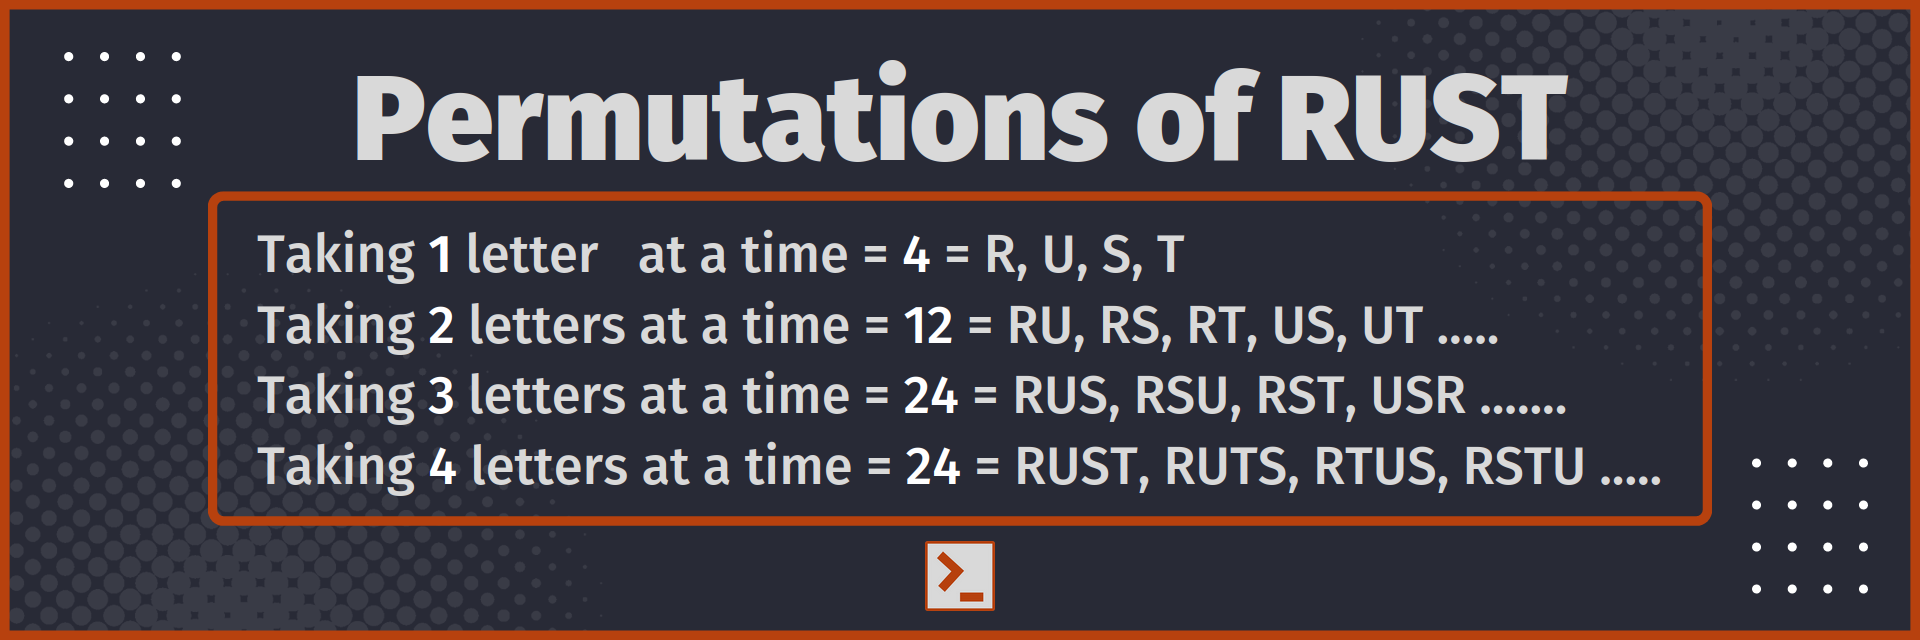 Permutations of RUST
Taking 1 letter at a time = 4 = R, U, S, T
Taking 2 letters at a time = 12 = RU, RS, RT, US, UT .....
Taking 3 letters at a time = 24 = RUS, RSU, RST, USR .......
Taking 4 letters at a time = 24 = RUST, RUTS, RTUS, RSTU .....